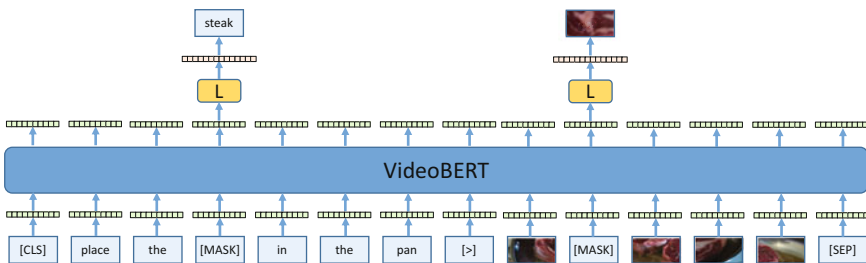 steak
L L
VideoBERT
[CLS] place the [MASK] in the pan [>] [MASK] [SEP]